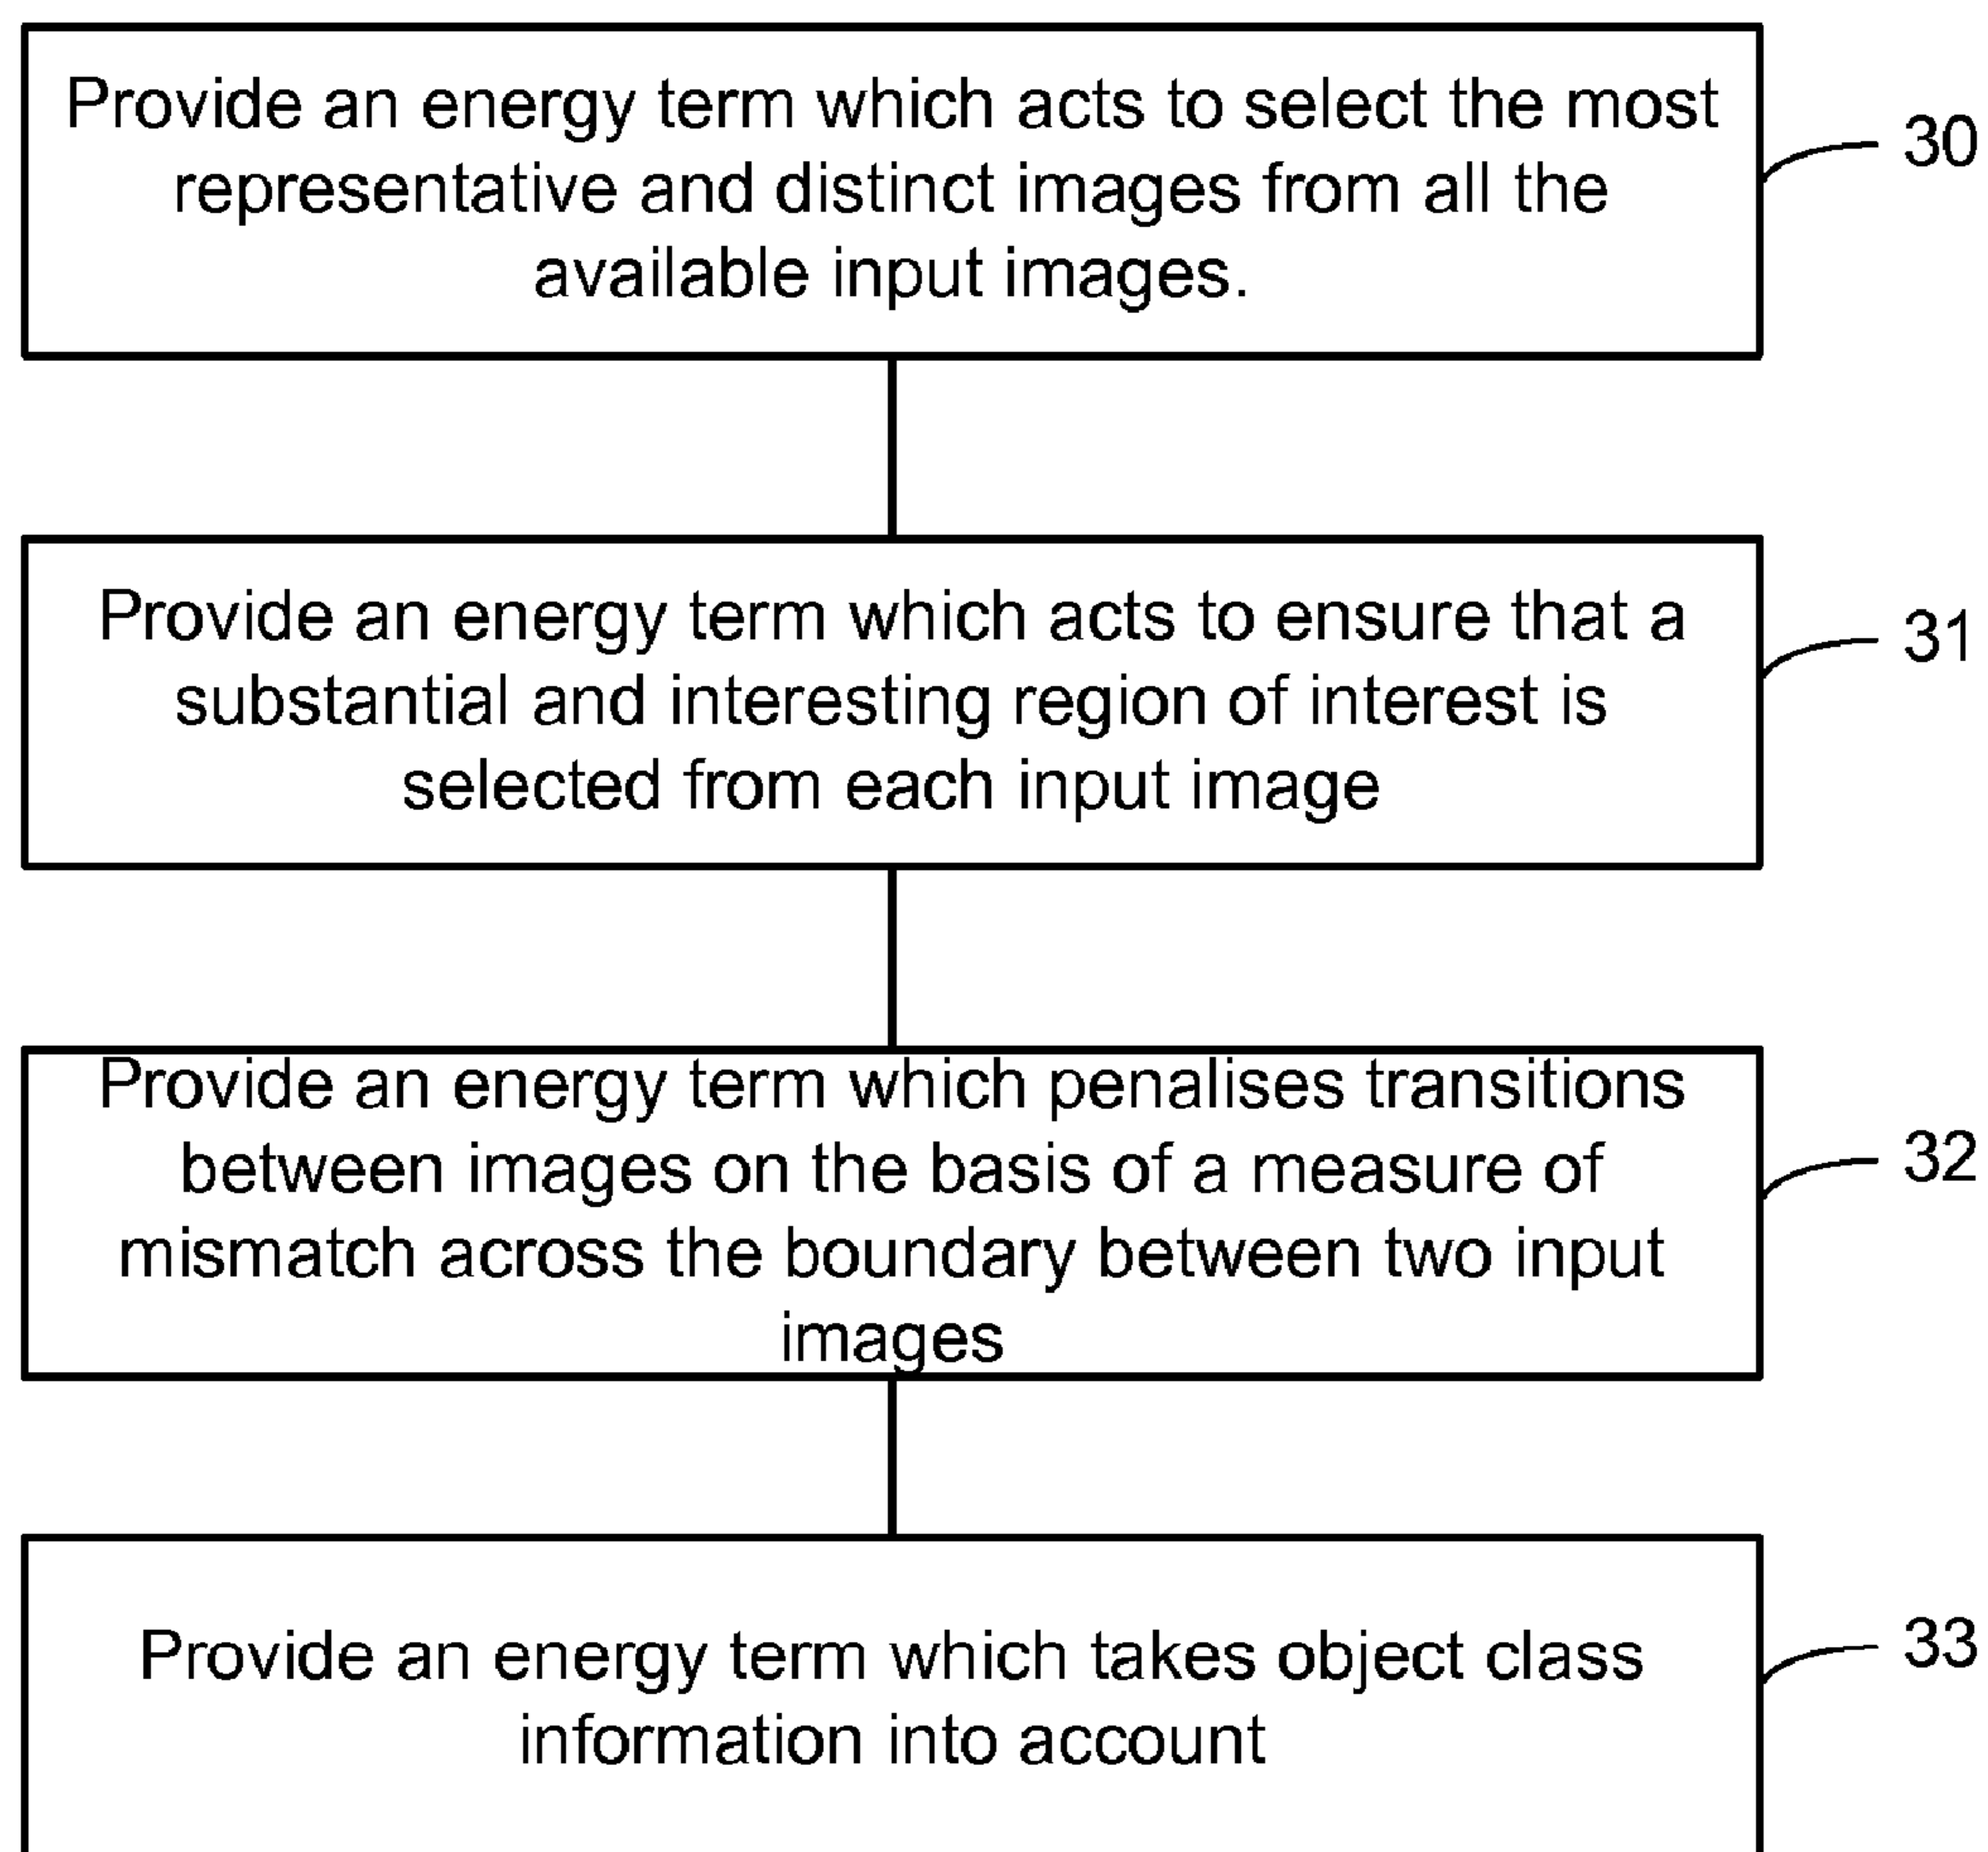 Provide an energy term which acts to select the most
representative and distinct images from all the
available input images.
30
Provide an energy term which acts to ensure that a
substantial and interesting region of interest is
selected from each input image
31
Provide an energy term which penalises transitions
between images on the basis of a measure of
mismatch across the boundary between two input
images
32
Provide an energy term which takes object class
information into account
33